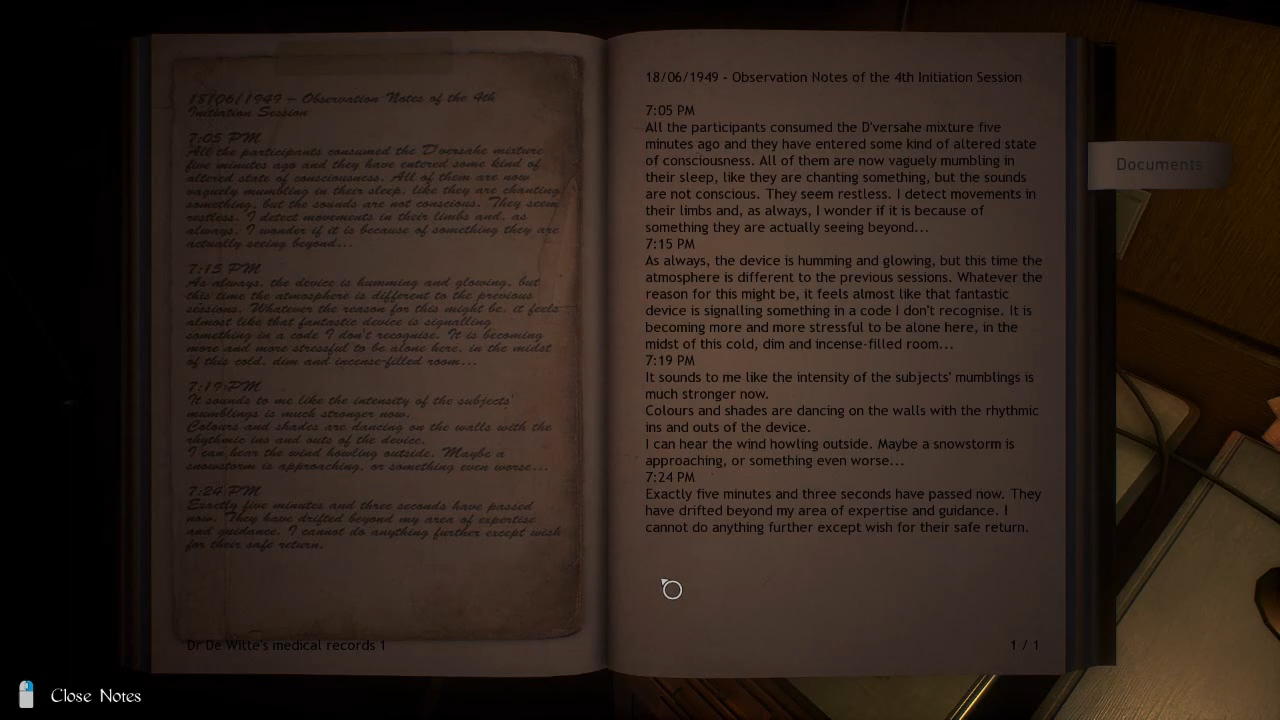 18/06/1949 – Observation Notes of the 4th
Initiation Session
7:05 PM
All the participants consumed the D'versahe mixture
five minutes ago and they have entered some kind of
altered state of consciousness. All of them are now
vaguely mumbling in their sleep, like they are chanting
something, but the sounds are not conscious. They seem
restless. I detect movements in their limbs and, as
always, I wonder if it is because of something they are
actually seeing beyond...
7:15 PM
As always, the device is humming and glowing, but
this time the atmosphere is different to the previous
sessions. Whatever the reason for this might be, it feels
almost like that fantastic device is signalling
something in a code I don't recognise. It is becoming
more and more stressful to be alone here, in the midst
of this cold, dim and incense-filled room...
7:19 PM
It sounds to me like the intensity of the subjects'
mumblings is much stronger now.
Colours and shades are dancing on the walls with the
rhythmic ins and outs of the device.
I can hear the wind howling outside. Maybe a
snowstorm is approaching, or something even worse...
7:24 PM
Exactly five minutes and three seconds have passed
now. They have drifted beyond my area of expertise
and guidance. I cannot do anything further except wish
for their safe return.
Dr De Witte's medical records 1
18/06/1949 - Observation Notes of the 4th Initiation Session
7:05 PM
All the participants consumed the D'versahe mixture five
minutes ago and they have entered some kind of altered state
of consciousness. All of them are now vaguely mumbling in
their sleep, like they are chanting something, but the sounds
are not conscious. They seem restless. I detect movements in
their limbs and, as always, I wonder if it is because of
something they are actually seeing beyond...
7:15 PM
As always, the device is humming and glowing, but this time the
atmosphere is different to the previous sessions. Whatever the
reason for this might be, it feels almost like that fantastic
device is signalling something in a code I don't recognise. It is
becoming more and more stressful to be alone here, in the
midst of this cold, dim and incense-filled room...
7:19 PM
It sounds to me like the intensity of the subjects' mumblings is
much stronger now.
Colours and shades are dancing on the walls with the rhythmic
ins and outs of the device.
I can hear the wind howling outside. Maybe a snowstorm is
approaching, or something even worse...
7:24 PM
Exactly five minutes and three seconds have passed now. They
have drifted beyond my area of expertise and guidance. I
cannot do anything further except wish for their safe return.
1 / 1
Documents
Close Notes